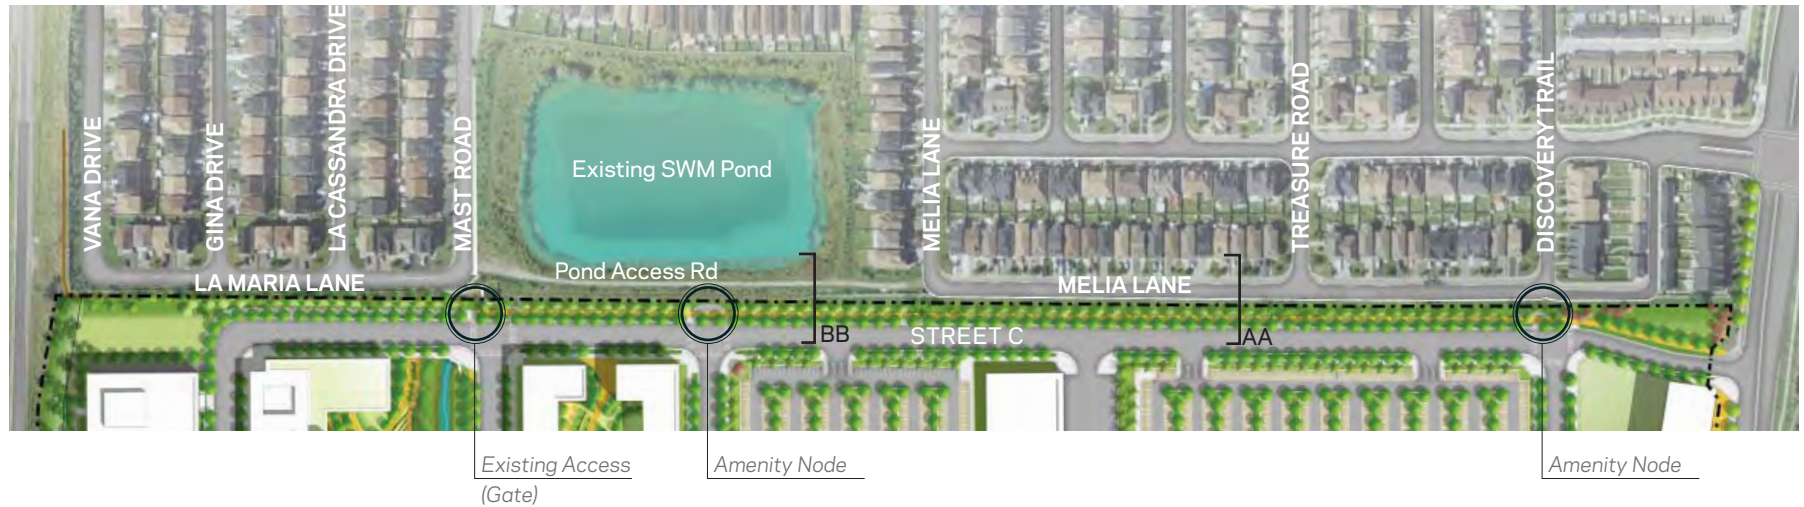 VANA DRIVE
GINA DRIVE
LA CASSANDRA DRIVE
MAST ROAD
Existing SWM Pond
MELIA LANE
TREASURE ROAD
DISCOVERY TRAIL
Pond Access Rd
LA MARIA LANE
MELIA LANE
BB
STREET C
AA
Existing Access
(Gate)
Amenity Node
Amenity Node